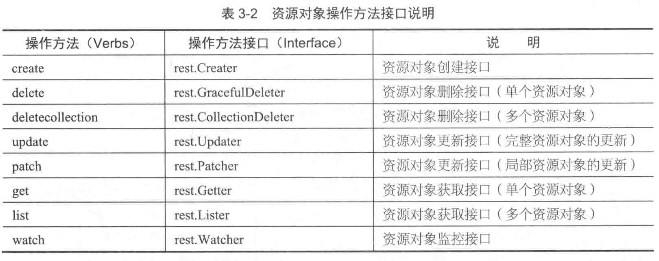 表 3-2 资源对象操作方法接口说明
操作方法（Verbs） 操作方法接口（Interface） 说 明
create rest.Creater 资源对象创建接口
delete rest.GracefulDeleter 资源对象删除接口（单个资源对象）
deletecollection rest.CollectionDeleter 资源对象删除接口（多个资源对象）
update rest.Updater 资源对象更新接口（完整资源对象的更新）
patch rest.Patcher 资源对象更新接口（局部资源对象的更新）
get rest.Getter 资源对象获取接口（单个资源对象）
list rest.Lister 资源对象获取接口（多个资源对象）
watch rest.Watcher 资源对象监控接口